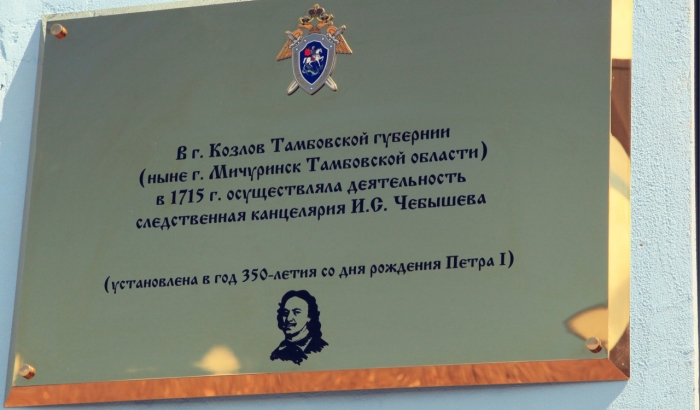 В г. Козлов Тамбовской губернии
(ныне г. Мичуринск Тамбовской области)
в 1715 г. осуществляла деятельность
следственная канцелярия И.С. Чебышева
(установлена в год 350-летия со дня рождения Петра I)